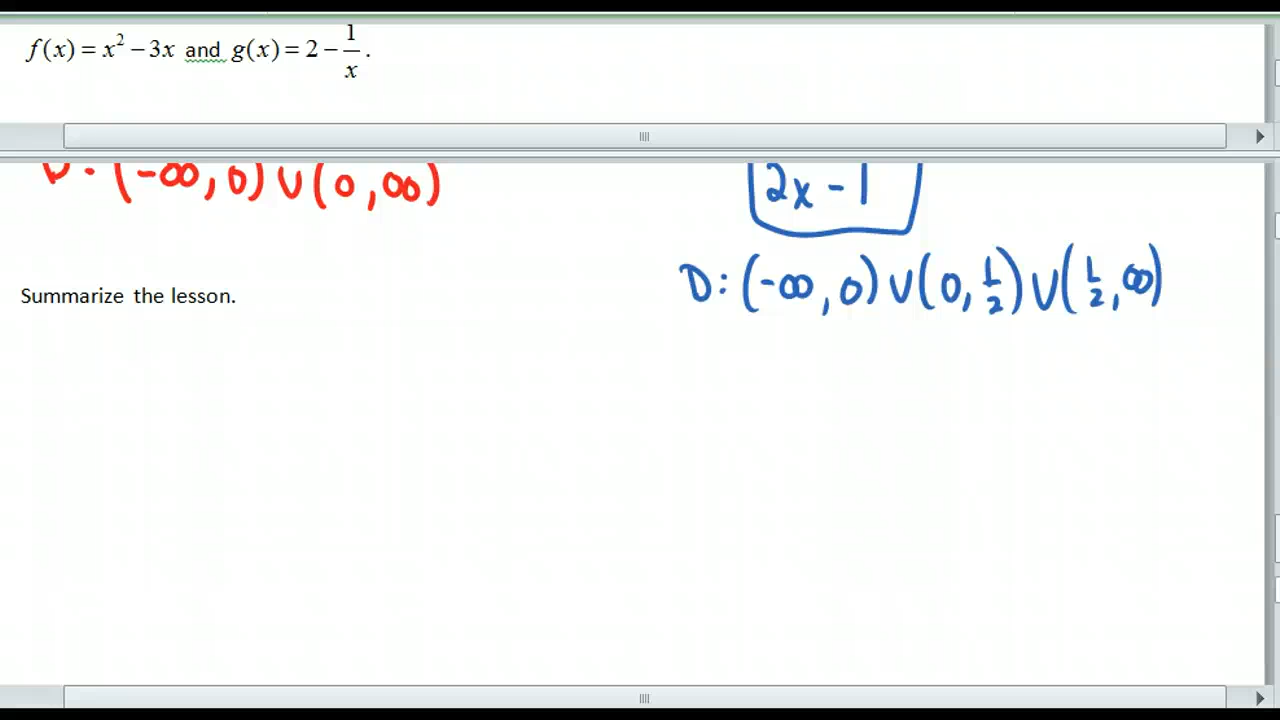 f(x) = x² − 3x and g(x) = 2 − 1/x.
D: (-∞, 0) ∪ (0, ∞)
2x - 1
D: (-∞, 0) ∪ (0, 1/2) ∪ (1/2, ∞)
Summarize the lesson.